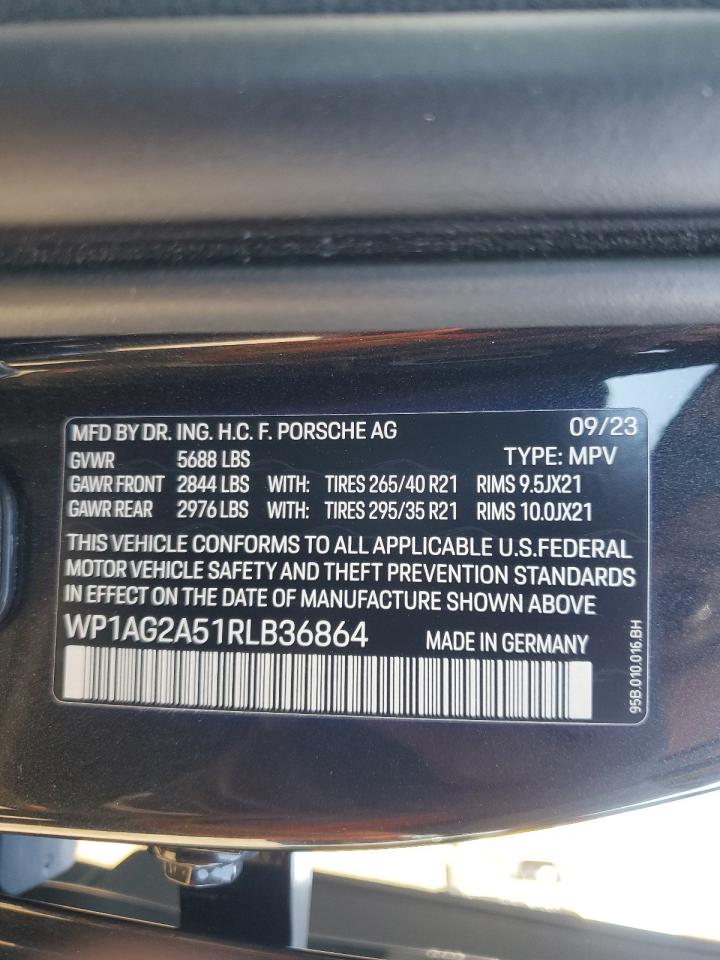 MFD BY DR. ING. H.C. F. PORSCHE AG 09/23
GVWR 5688 LBS TYPE: MPV
GAWR FRONT 2844 LBS WITH: TIRES 265/40 R21 RIMS 9.5JX21
GAWR REAR 2976 LBS WITH: TIRES 295/35 R21 RIMS 10.0JX21
THIS VEHICLE CONFORMS TO ALL APPLICABLE U.S.FEDERAL
MOTOR VEHICLE SAFETY AND THEFT PREVENTION STANDARDS
IN EFFECT ON THE DATE OF MANUFACTURE SHOWN ABOVE
WP1AG2A51RLB36864 MADE IN GERMANY
95B.010.016.BH